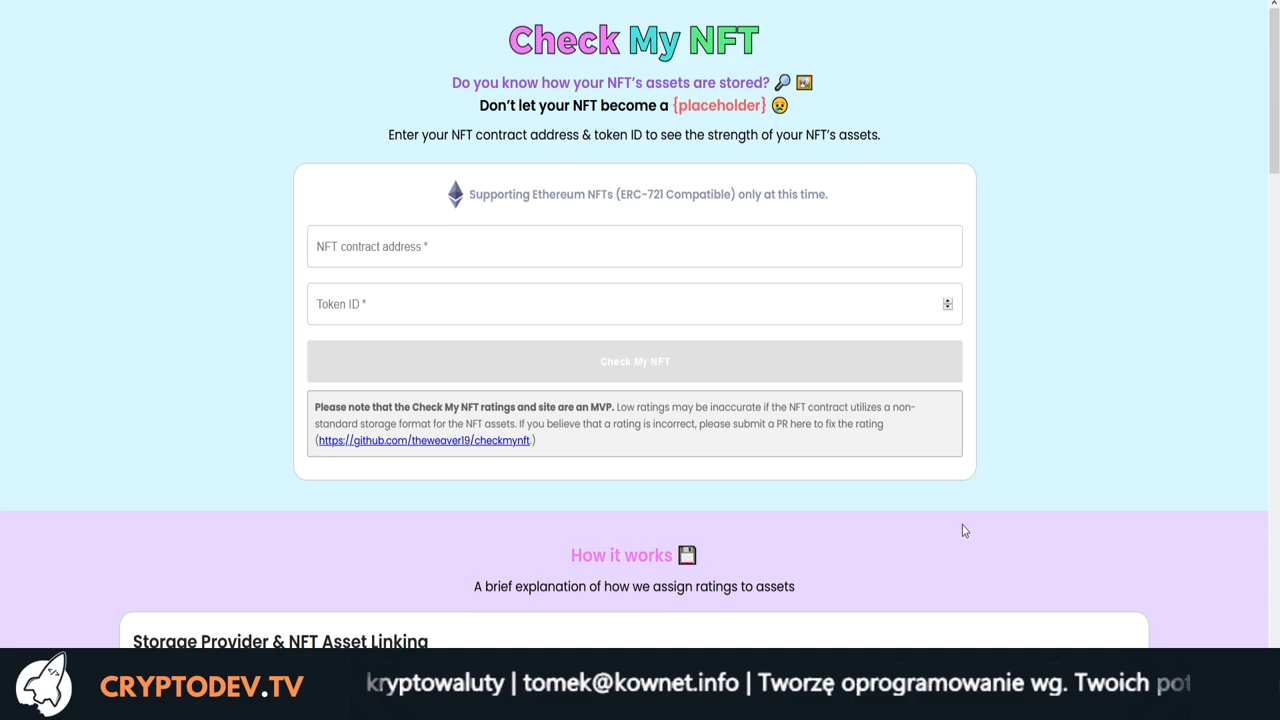 Check My NFT
Do you know how your NFT's assets are stored? 🔎 🖼️
Don't let your NFT become a {placeholder} 😢
Enter your NFT contract address & token ID to see the strength of your NFT's assets.
Supporting Ethereum NFTs (ERC-721 Compatible) only at this time.
NFT contract address *
Token ID *
Check My NFT
Please note that the Check My NFT ratings and site are an MVP. Low ratings may be inaccurate if the NFT contract utilizes a non-
standard storage format for the NFT assets. If you believe that a rating is incorrect, please submit a PR here to fix the rating
(https://github.com/theweaver19/checkmynft.)
How it works 💾
A brief explanation of how we assign ratings to assets
Storage Provider & NFT Asset Linking
CRYPTODEV.TV
kryptowaluty | tomek@kownet.info | Tworzę oprogramowanie wg. Twoich pot